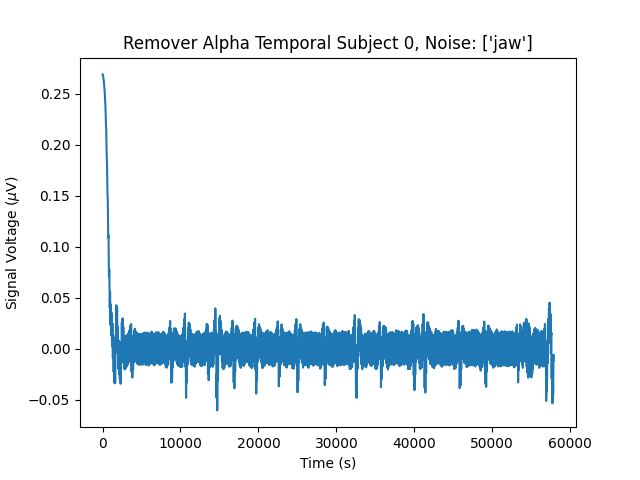 Remover Alpha Temporal Subject 0, Noise: ['jaw']
Signal Voltage (μV)
0.25
0.20
0.15
0.10
0.05
0.00
−0.05
0 10000 20000 30000 40000 50000 60000
Time (s)